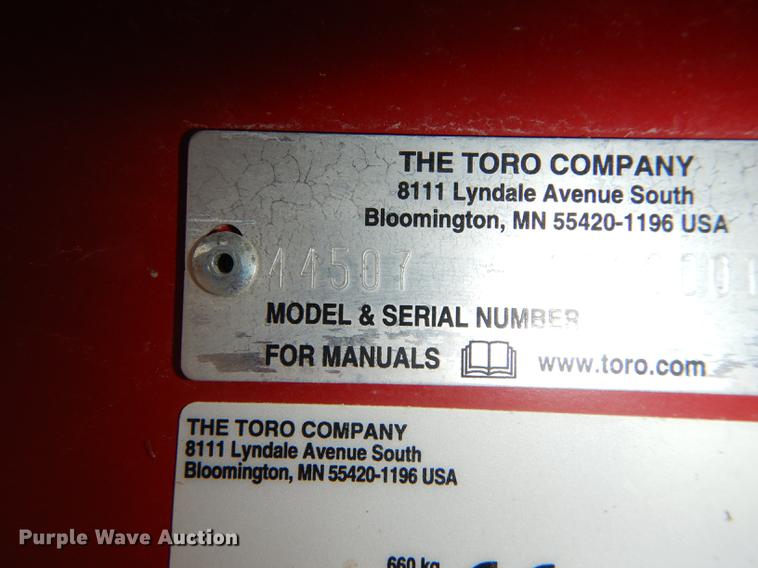 THE TORO COMPANY
8111 Lyndale Avenue South
Bloomington, MN 55420-1196 USA
44507
MODEL & SERIAL NUMBER
FOR MANUALS www.toro.com
THE TORO COMPANY
8111 Lyndale Avenue South
Bloomington, MN 55420-1196 USA
660 kg
Purple Wave Auction